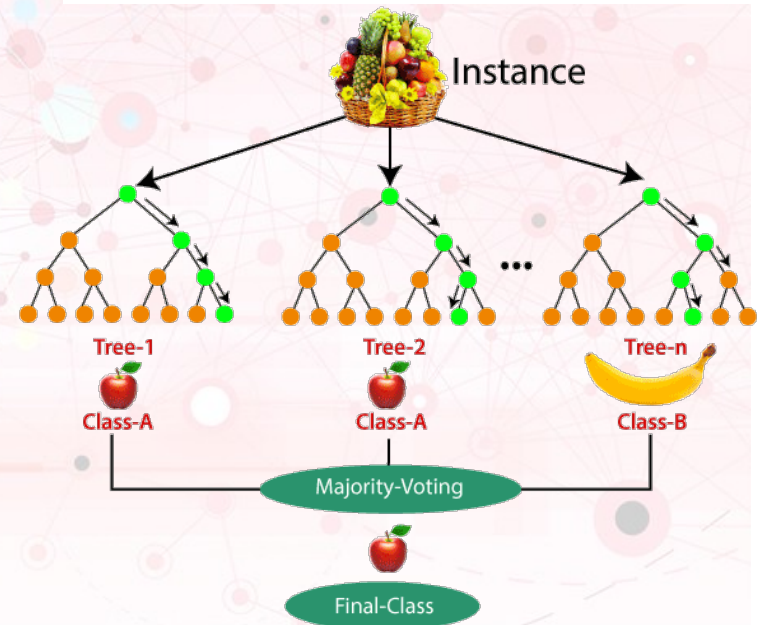 Instance
•••
Tree-1
Tree-2
Tree-n
Class-A
Class-A
Class-B
Majority-Voting
Final-Class